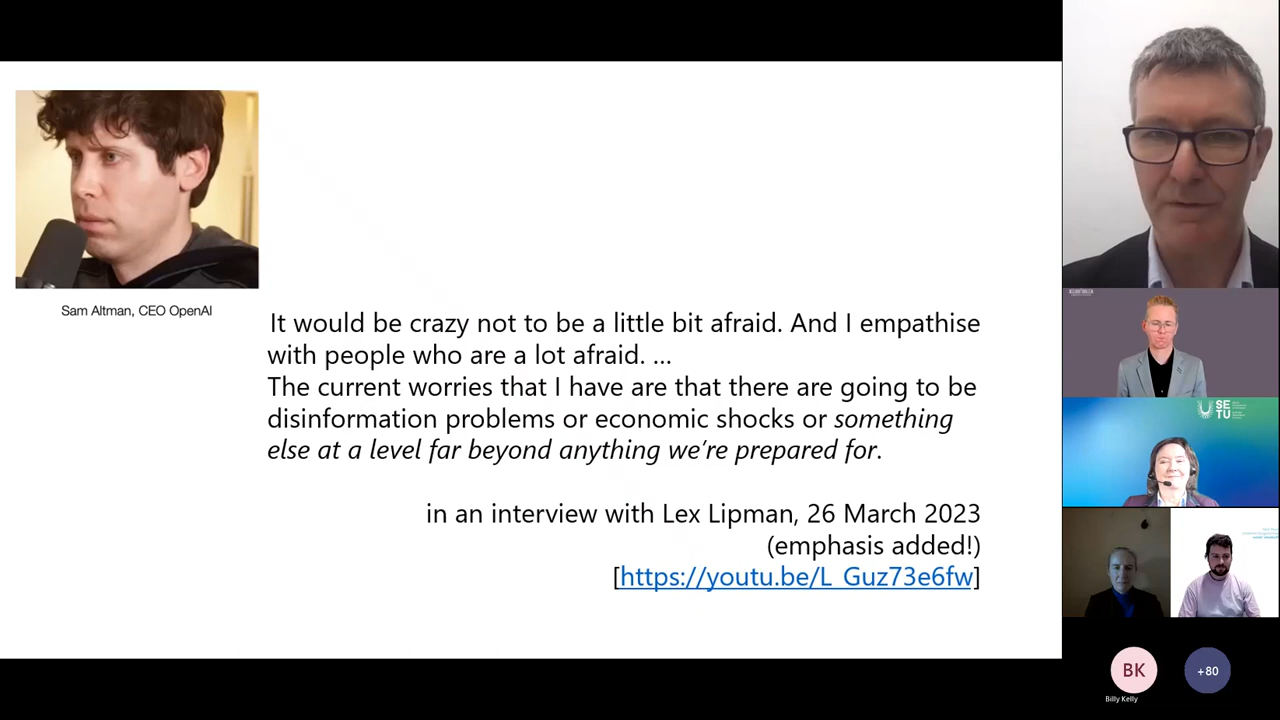 Sam Altman, CEO OpenAI
It would be crazy not to be a little bit afraid. And I empathise
with people who are a lot afraid. ...
The current worries that I have are that there are going to be
disinformation problems or economic shocks or something
else at a level far beyond anything we're prepared for.
in an interview with Lex Lipman, 26 March 2023
(emphasis added!)
[https://youtu.be/L_Guz73e6fw]
SE
TU
BK
+80
Billy Kelly